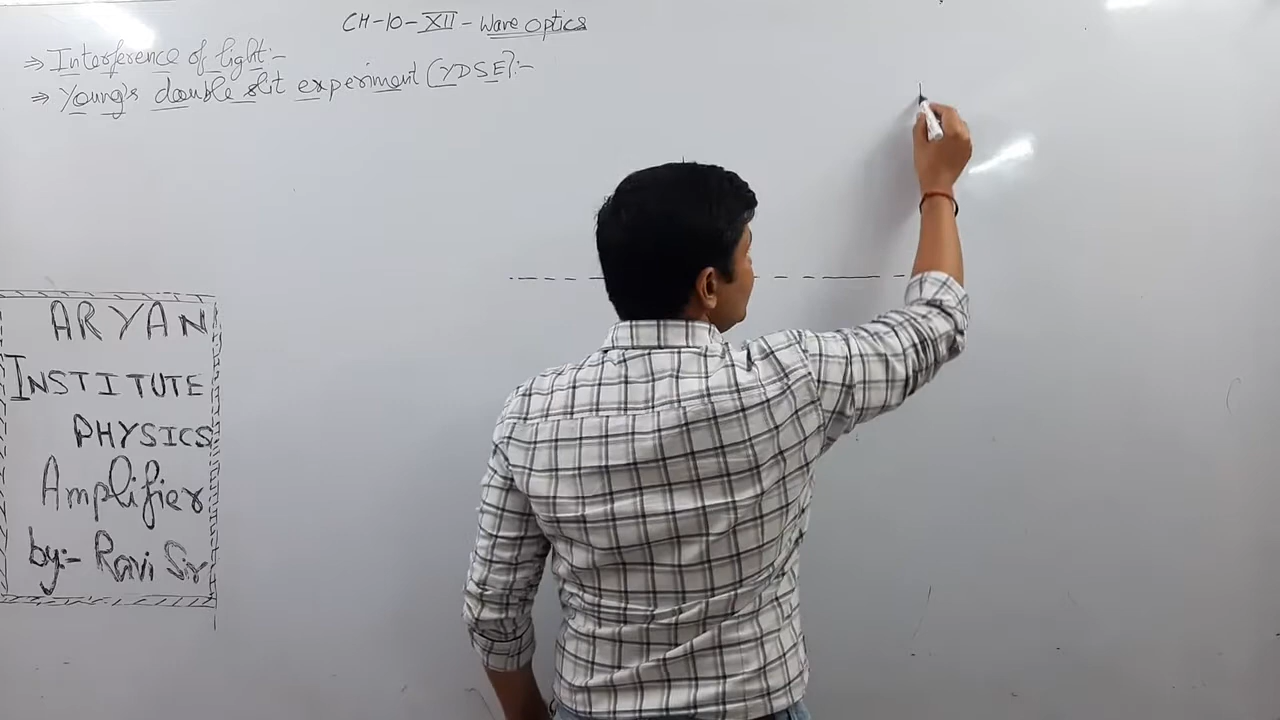 CH-10-XII-Wave Optics
⇒ Interference of light:-
⇒ Young's double slit experiment (YDSE):-
ARYAN
INSTITUTE
PHYSICS
Amplifier
by:- Ravi Sir